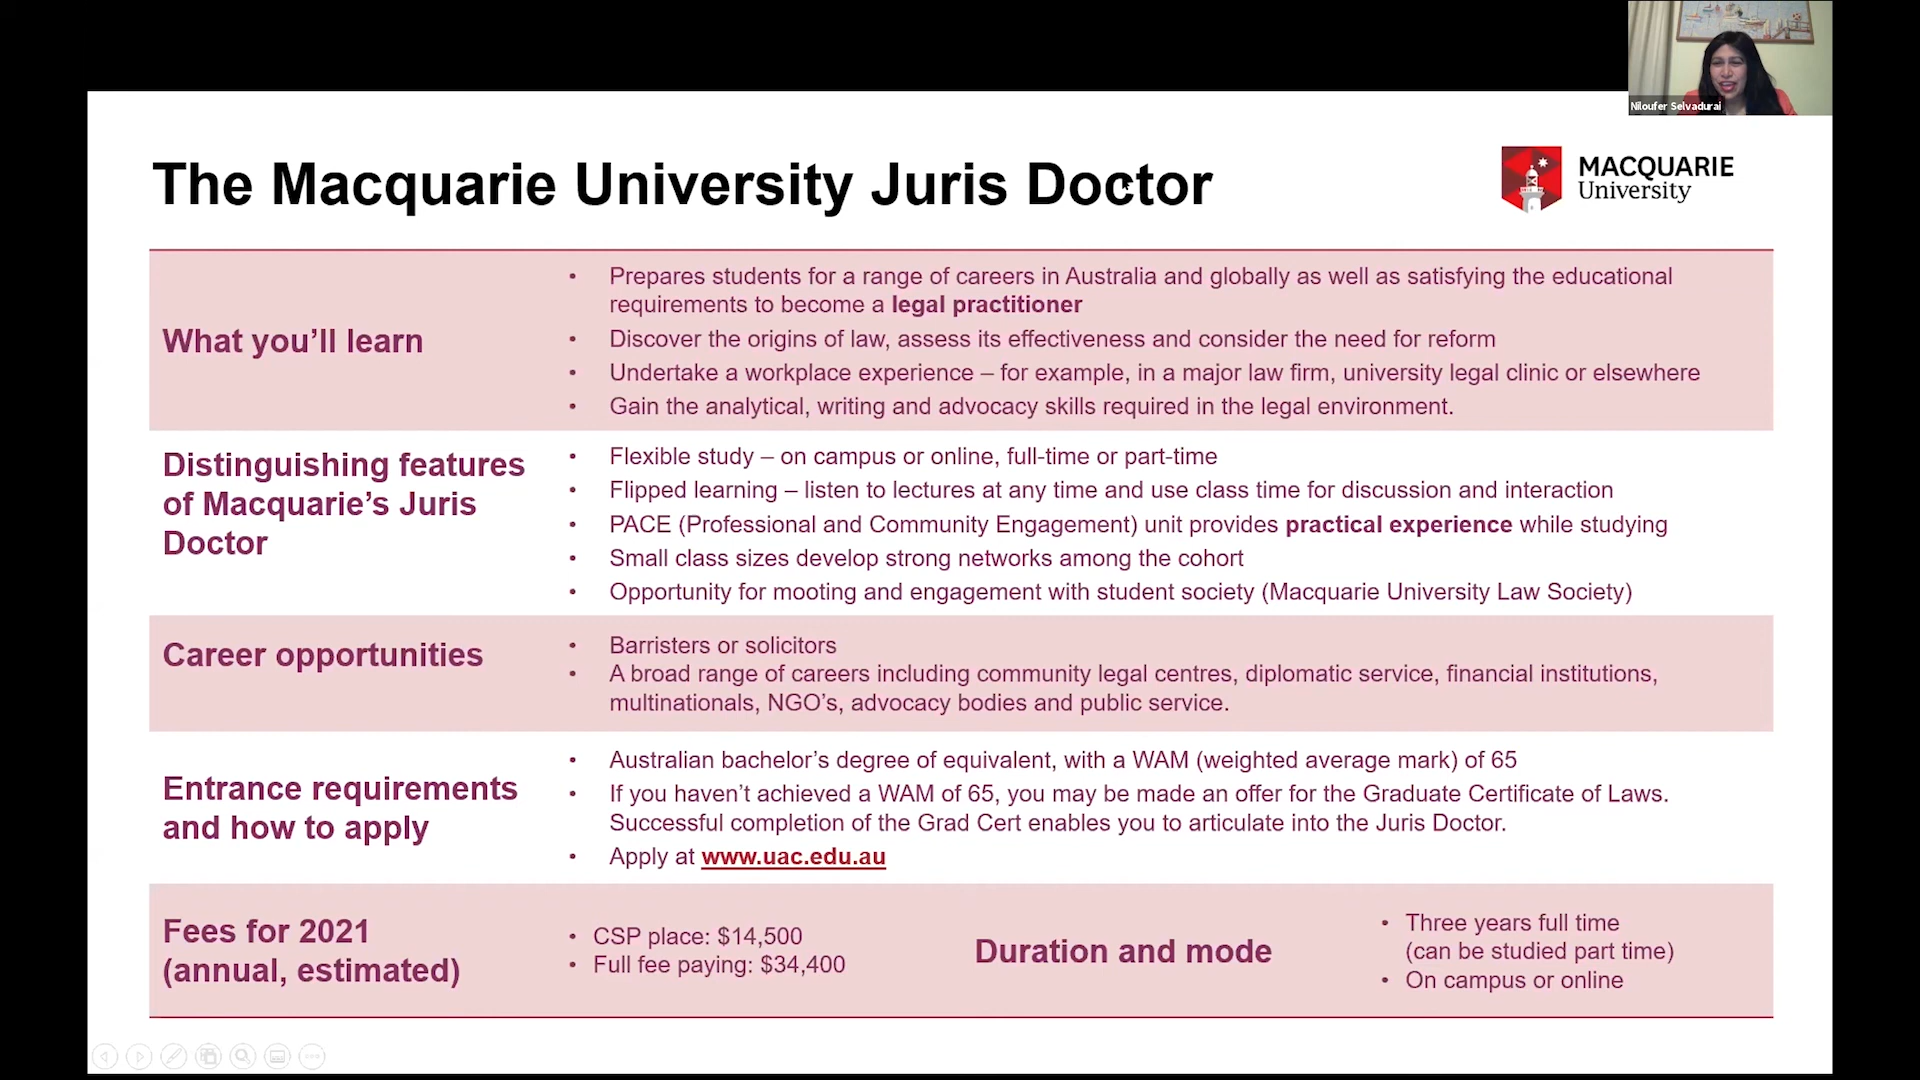 Niloufer Selvadurai
The Macquarie University Juris Doctor
MACQUARIE
University
What you’ll learn
• Prepares students for a range of careers in Australia and globally as well as satisfying the educational
requirements to become a legal practitioner
• Discover the origins of law, assess its effectiveness and consider the need for reform
• Undertake a workplace experience – for example, in a major law firm, university legal clinic or elsewhere
• Gain the analytical, writing and advocacy skills required in the legal environment.
Distinguishing features
of Macquarie’s Juris
Doctor
• Flexible study – on campus or online, full-time or part-time
• Flipped learning – listen to lectures at any time and use class time for discussion and interaction
• PACE (Professional and Community Engagement) unit provides practical experience while studying
• Small class sizes develop strong networks among the cohort
• Opportunity for mooting and engagement with student society (Macquarie University Law Society)
Career opportunities
• Barristers or solicitors
• A broad range of careers including community legal centres, diplomatic service, financial institutions,
multinationals, NGO’s, advocacy bodies and public service.
Entrance requirements
and how to apply
• Australian bachelor’s degree of equivalent, with a WAM (weighted average mark) of 65
• If you haven’t achieved a WAM of 65, you may be made an offer for the Graduate Certificate of Laws.
Successful completion of the Grad Cert enables you to articulate into the Juris Doctor.
• Apply at www.uac.edu.au
Fees for 2021
(annual, estimated)
• CSP place: $14,500
• Full fee paying: $34,400
Duration and mode
• Three years full time
(can be studied part time)
• On campus or online